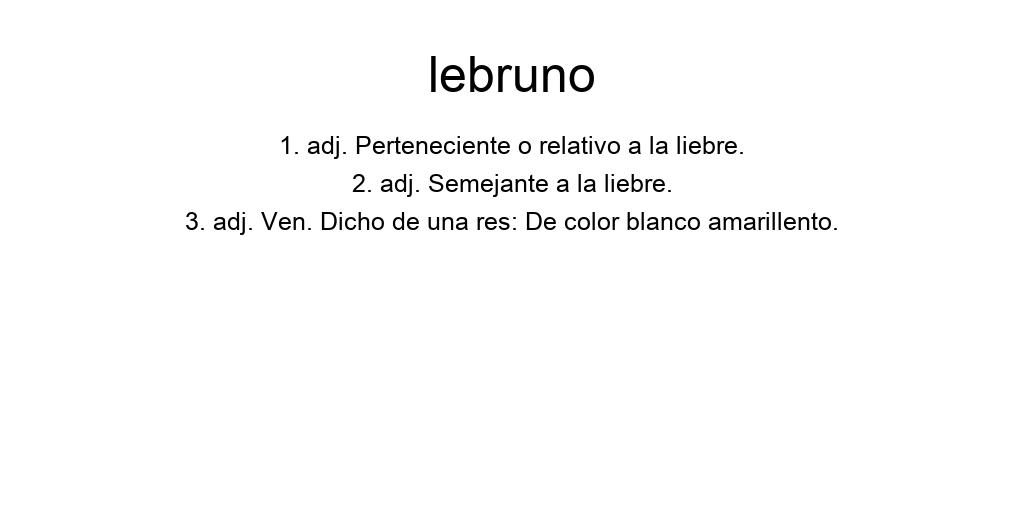 lebruno
1. adj. Perteneciente o relativo a la liebre.
2. adj. Semejante a la liebre.
3. adj. Ven. Dicho de una res: De color blanco amarillento.